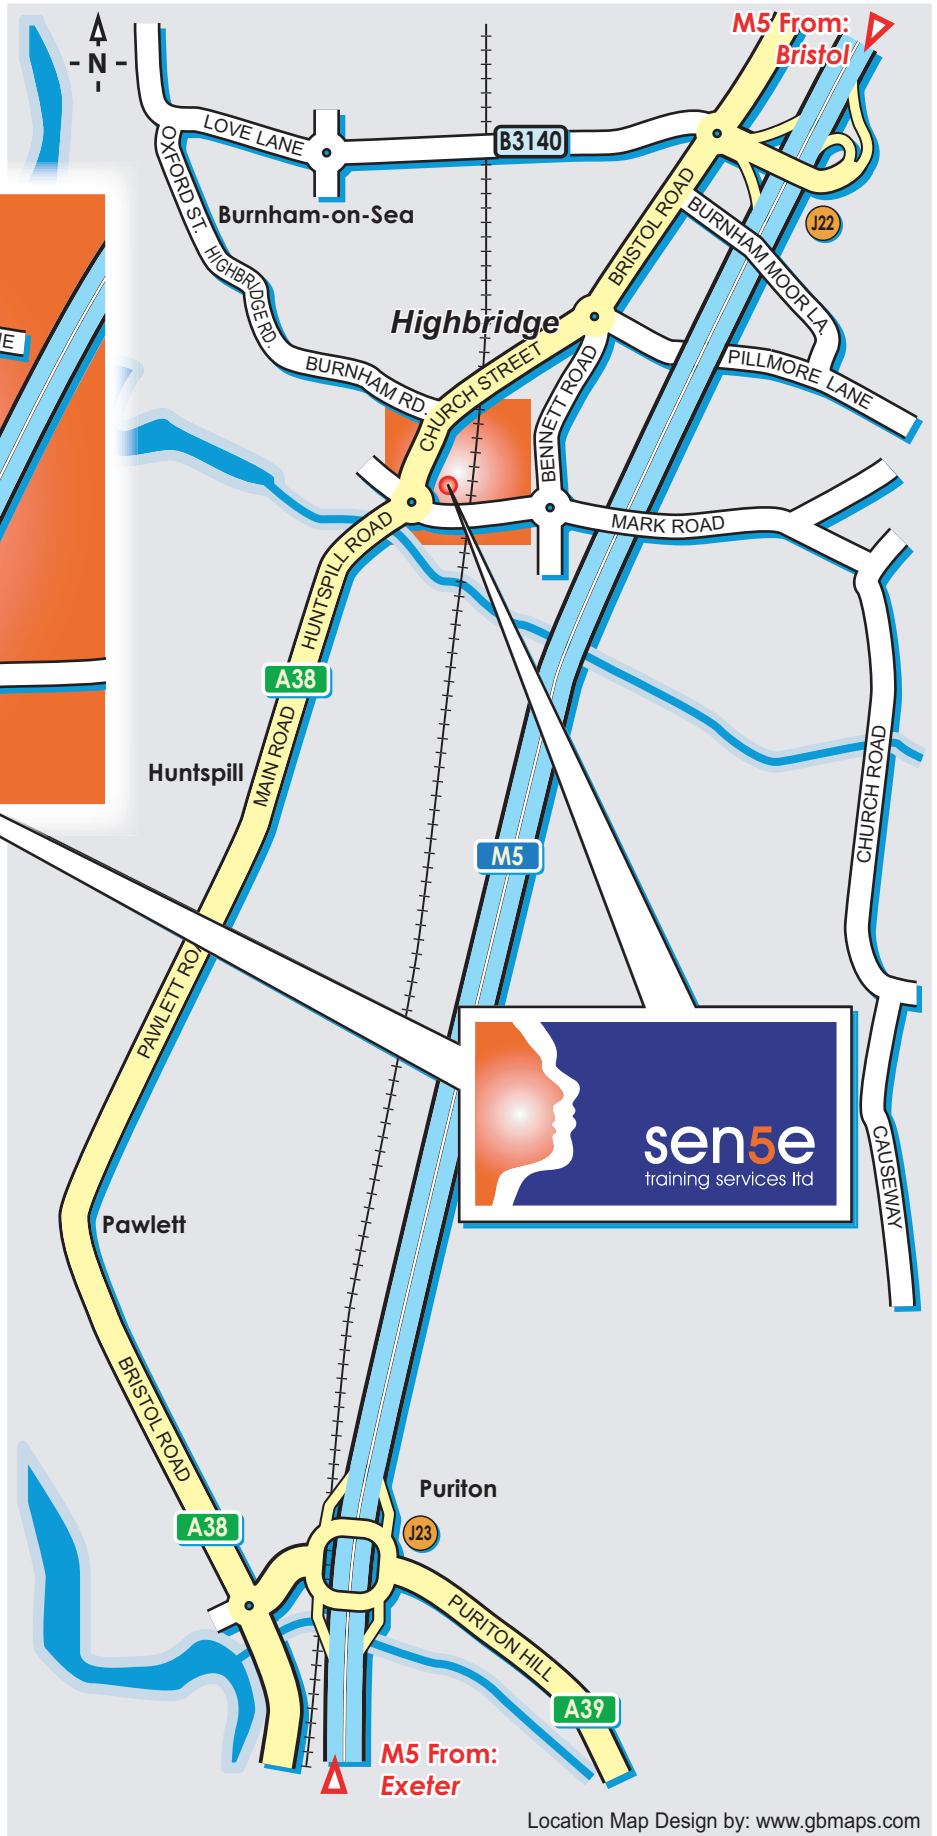 M5 From:
Bristol
N
LOVE LANE
B3140
OXFORD ST.
Burnham-on-Sea
BRISTOL ROAD
BURNHAM MOOR LA.
J22
HIGHBRIDGE RD.
Highbridge
BURNHAM RD.
CHURCH STREET
BENNETT ROAD
PILLMORE LANE
MARK ROAD
HUNTSPILL ROAD
A38
MAIN ROAD
Huntspill
CHURCH ROAD
M5
PAWLETT
sen5e
training services ltd
CAUSEWAY
Pawlett
BRISTOL ROAD
Puriton
A38
J23
PURITON HILL
A39
M5 From:
Exeter
Location Map Design by: www.gbmaps.com